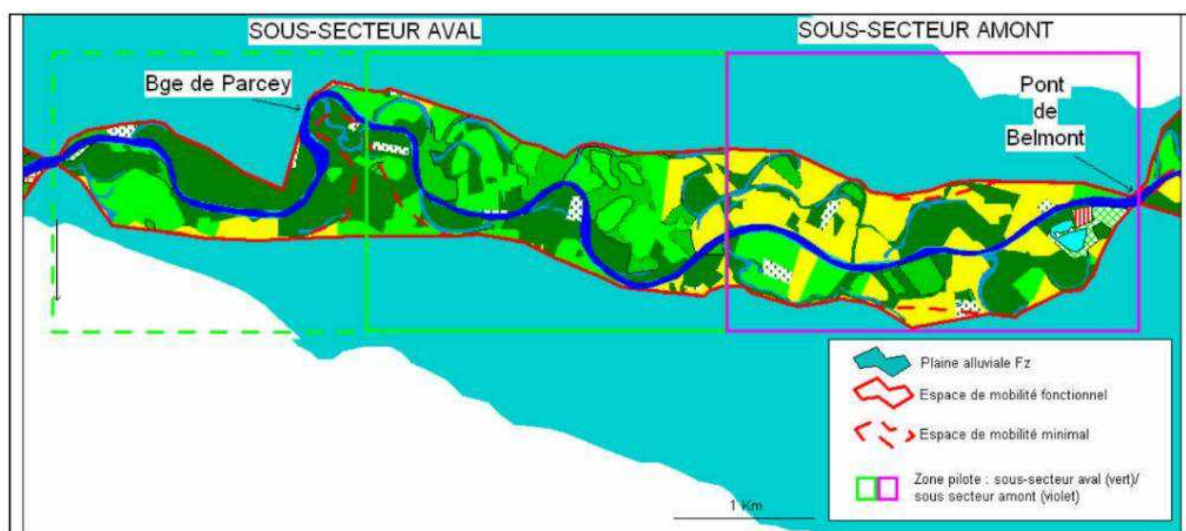 SOUS-SECTEUR AVAL
SOUS-SECTEUR AMONT
Bge de Parcey
Pont
de
Belmont
Plaine alluviale Fz
Espace de mobilité fonctionnel
Espace de mobilité minimal
Zone pilote : sous-secteur aval (vert)/
sous secteur amont (violet)
1 Km